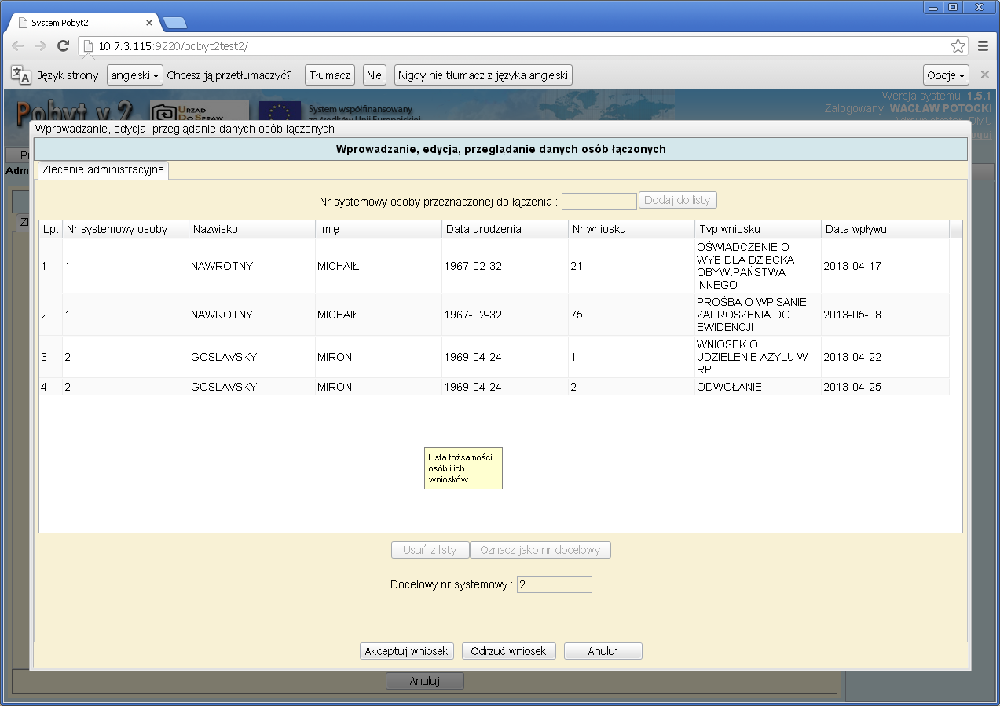 System Pobyt2
10.7.3.115:9220/pobyt2test2/
Język strony: angielski Chcesz ją przetłumaczyć? Tłumacz Nie Nigdy nie tłumacz z języka angielski Opcje
Pobyt v.2 URZĄD DO SPRAW System współfinansowany
ze środków Unii Europejskiej
Wersja systemu: 1.5.1
Zalogowany: WACŁAW POTOCKI
Administrator DMU
Wprowadzanie, edycja, przeglądanie danych osób łączonych
Wprowadzanie, edycja, przeglądanie danych osób łączonych
Adm
Zlecenie administracyjne
Nr systemowy osoby przeznaczonej do łączenia : Dodaj do listy
Lp. Nr systemowy osoby Nazwisko Imię Data urodzenia Nr wniosku Typ wniosku Data wpływu
1 1 NAWROTNY MICHAIŁ 1967-02-32 21 OŚWIADCZENIE O WYB.DLA DZIECKA OBYW.PAŃSTWA INNEGO 2013-04-17
2 1 NAWROTNY MICHAIŁ 1967-02-32 75 PROŚBA O WPISANIE ZAPROSZENIA DO EWIDENCJI 2013-05-08
3 2 GOSLAVSKY MIRON 1969-04-24 1 WNIOSEK O UDZIELENIE AZYLU W RP 2013-04-22
4 2 GOSLAVSKY MIRON 1969-04-24 2 ODWOŁANIE 2013-04-25
Lista tożsamości
osób i ich
wniosków
Usuń z listy Oznacz jako nr docelowy
Docelowy nr systemowy : 2
Akceptuj wniosek Odrzuć wniosek Anuluj
Anuluj